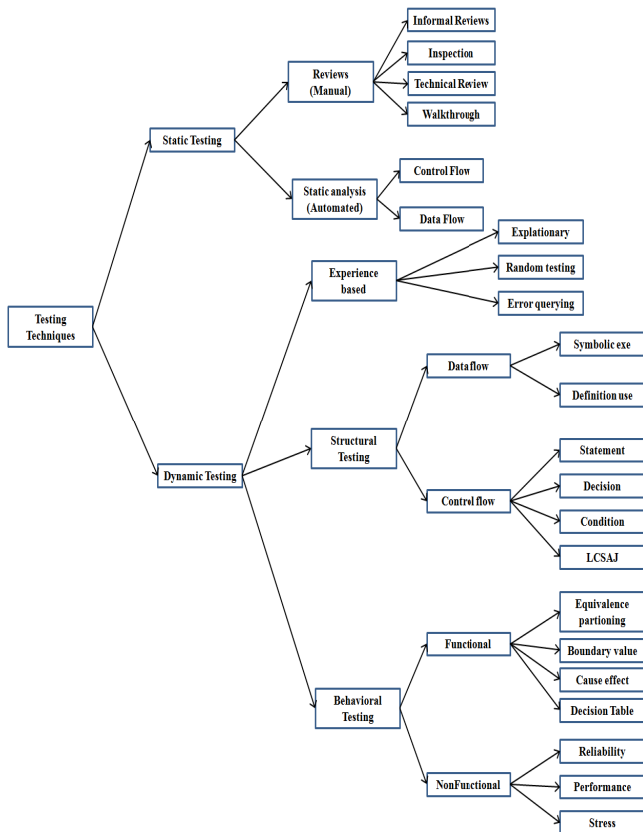 Informal Reviews
Inspection
Reviews
(Manual)
Technical Review
Walkthrough
Static Testing
Control Flow
Static analysis
(Automated)
Data Flow
Explationary
Experience
based
Random testing
Error querying
Testing
Techniques
Symbolic exe
Data flow
Definition use
Structural
Testing
Statement
Dynamic Testing
Decision
Control flow
Condition
LCSAJ
Equivalence
partioning
Functional
Boundary value
Cause effect
Behavioral
Testing
Decision Table
Reliability
NonFunctional
Performance
Stress